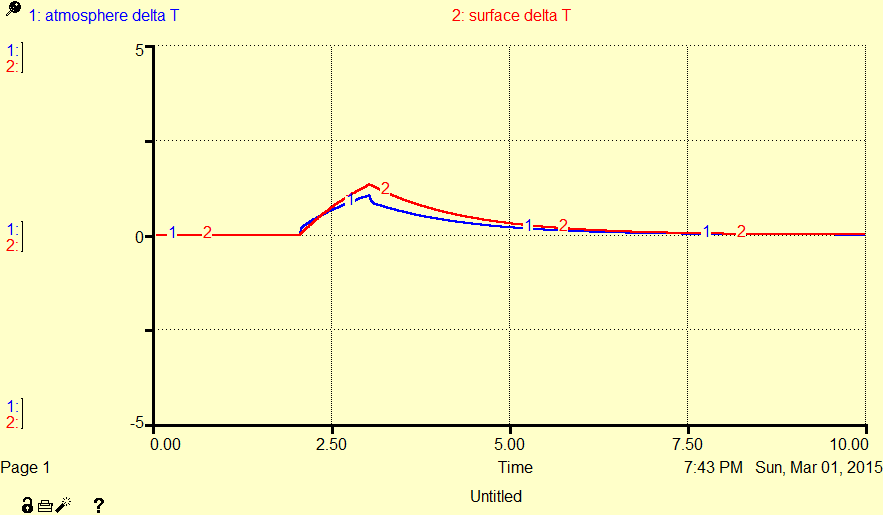 1: atmosphere delta T 2: surface delta T
1:
2:
5
1 2 1 2 1 2 1 2
1:
2:
0
1:
2:
-5
0.00 2.50 5.00 7.50 10.00
Page 1 Time 7:43 PM Sun, Mar 01, 2015
Untitled
?